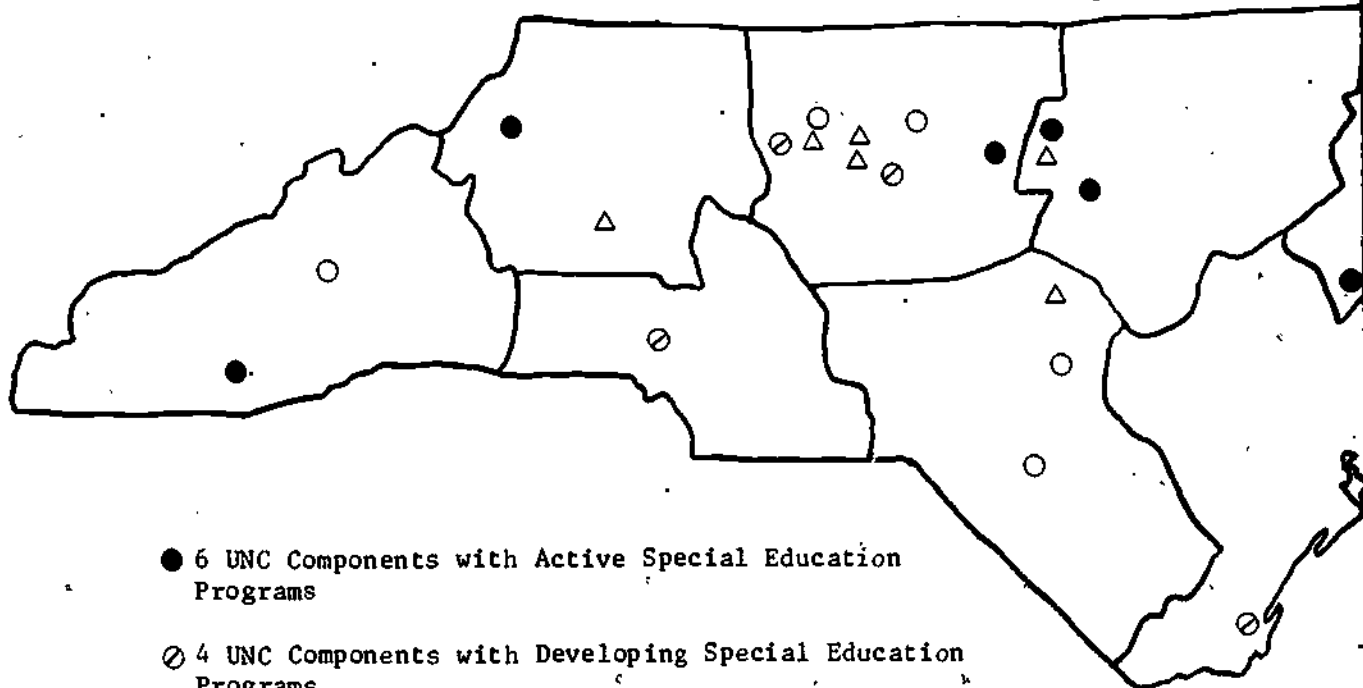 6 UNC Components with Active Special Education
Programs
4 UNC Components with Developing Special Education
Programs